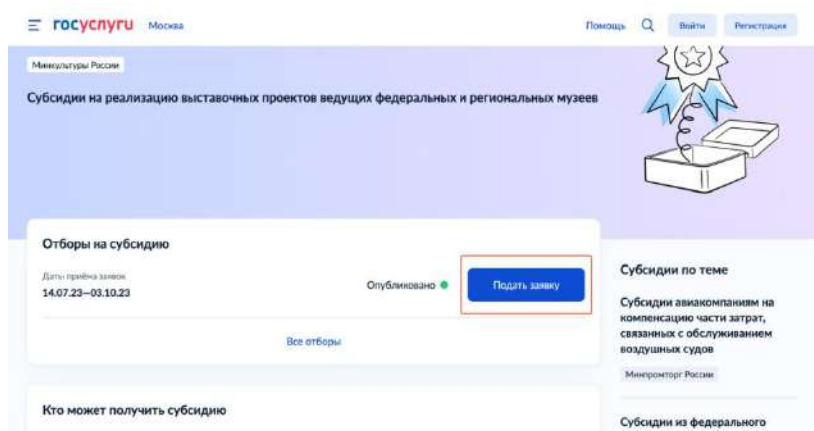 госуслуги Москва Помощь Войти Регистрация
Минкультуры России
Субсидии на реализацию выставочных проектов ведущих федеральных и региональных музеев
Отборы на субсидию
Даты приёма заявок
14.07.23—03.10.23
Опубликовано
Подать заявку
Все отборы
Кто может получить субсидию
Субсидии по теме
Субсидии авиакомпаниям на
компенсацию части затрат,
связанных с обслуживанием
воздушных судов
Минпромторг России
Субсидии из федерального